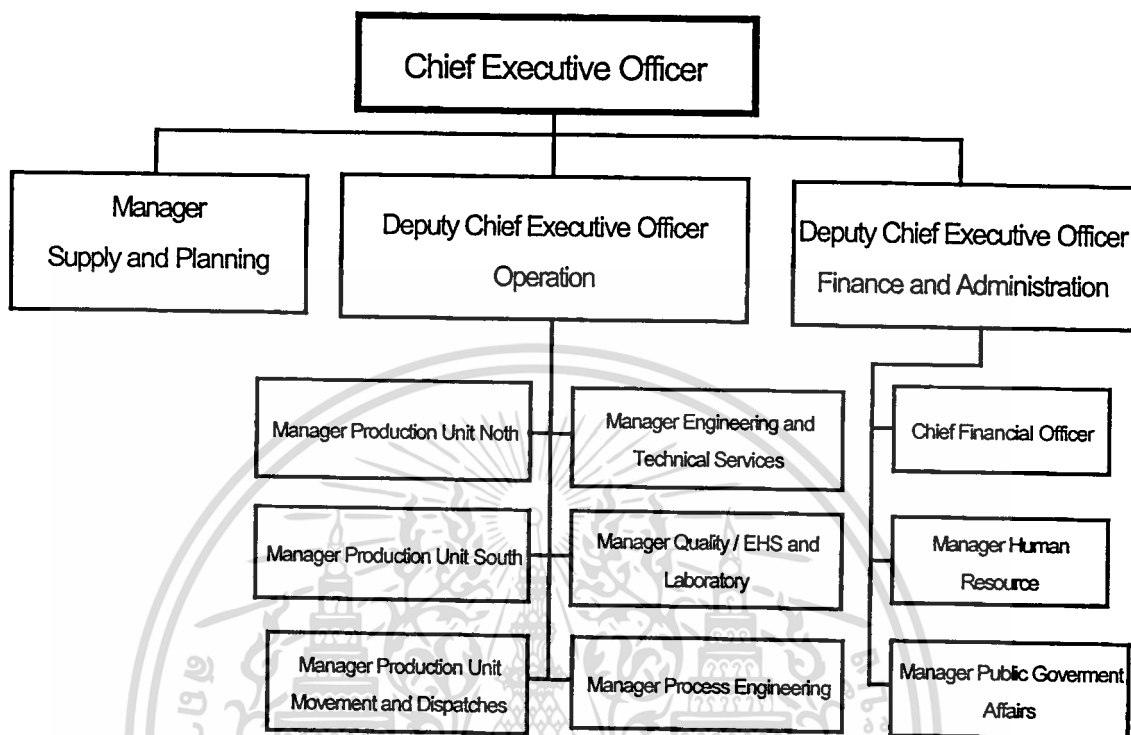 Chief Executive Officer
Manager
Supply and Planning
Deputy Chief Executive Officer
Operation
Deputy Chief Executive Officer
Finance and Administration
Manager Production Unit Noth
Manager Engineering and
Technical Services
Chief Financial Officer
Manager Production Unit South
Manager Quality / EHS and
Laboratory
Manager Human
Resource
Manager Production Unit
Movement and Dispatches
Manager Process Engineering
Manager Public Goverment
Affairs